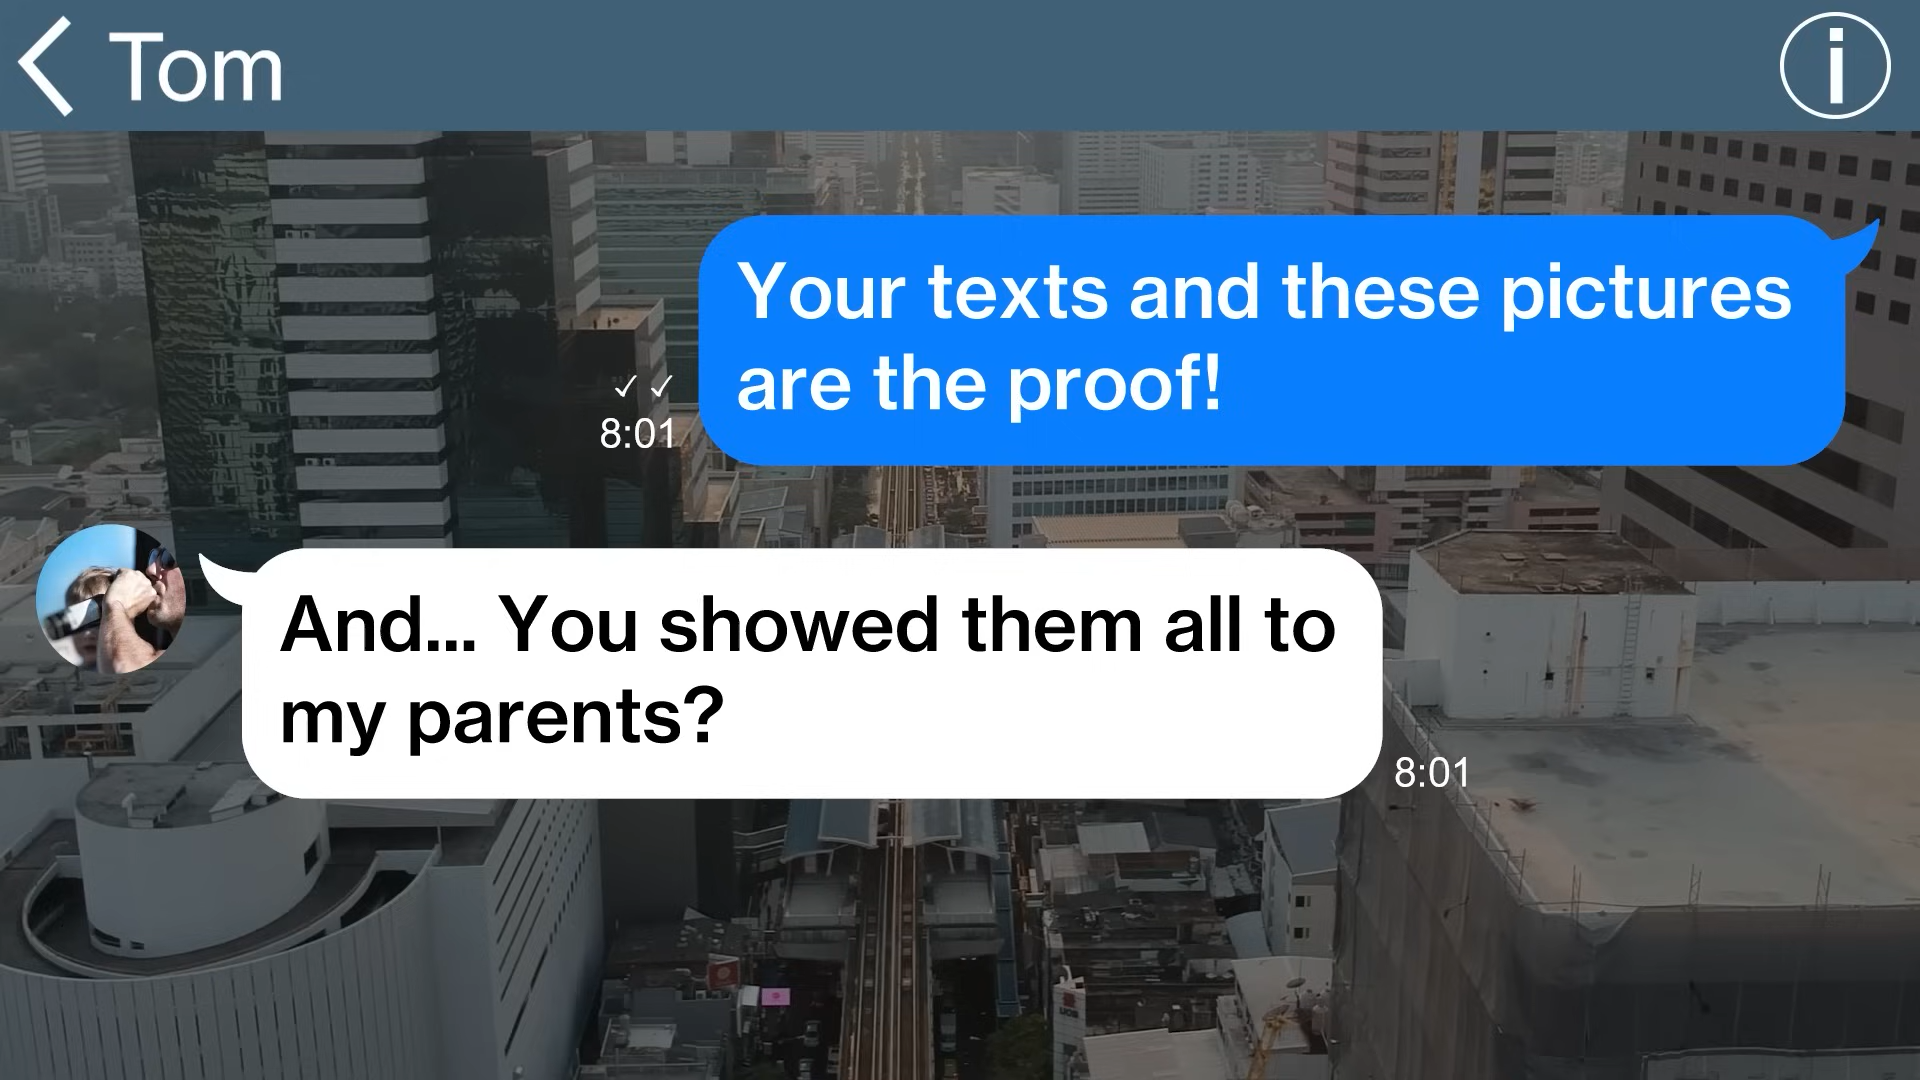 Tom
Your texts and these pictures
are the proof!
✓ ✓
8:01
And... You showed them all to
my parents?
8:01